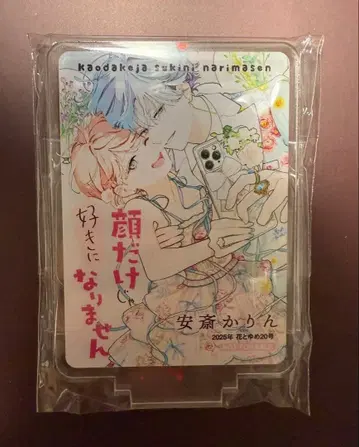 kaodakeja sukini narimasen
顔だけじゃ
好きに
なりません
安斎かりん
2025年 花とゆめ20号